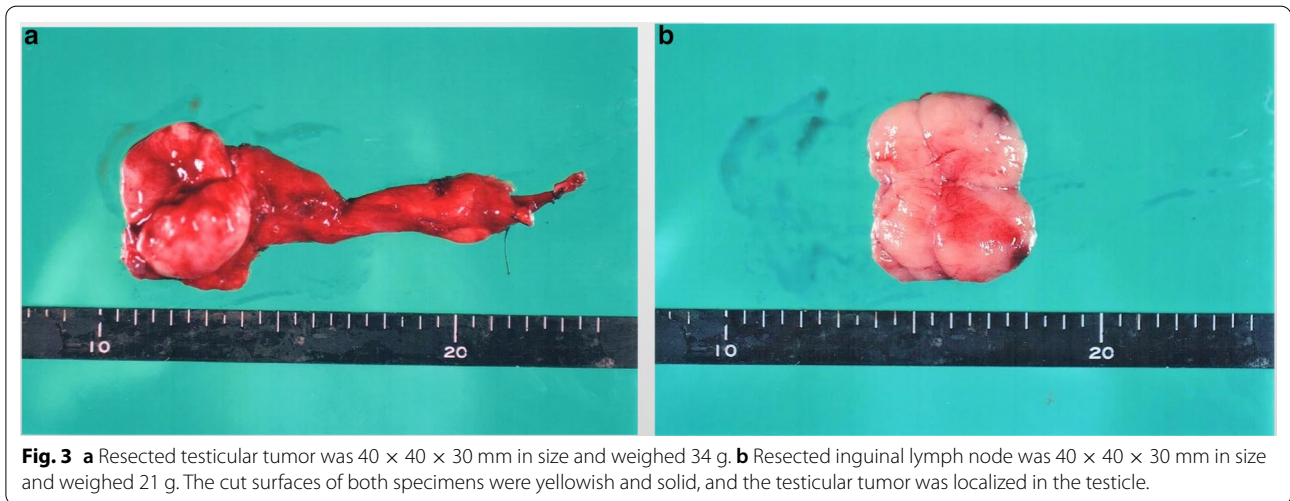 a
b
10
20
10
20
Fig. 3 a Resected testicular tumor was 40 × 40 × 30 mm in size and weighed 34 g. b Resected inguinal lymph node was 40 × 40 × 30 mm in size
and weighed 21 g. The cut surfaces of both specimens were yellowish and solid, and the testicular tumor was localized in the testicle.